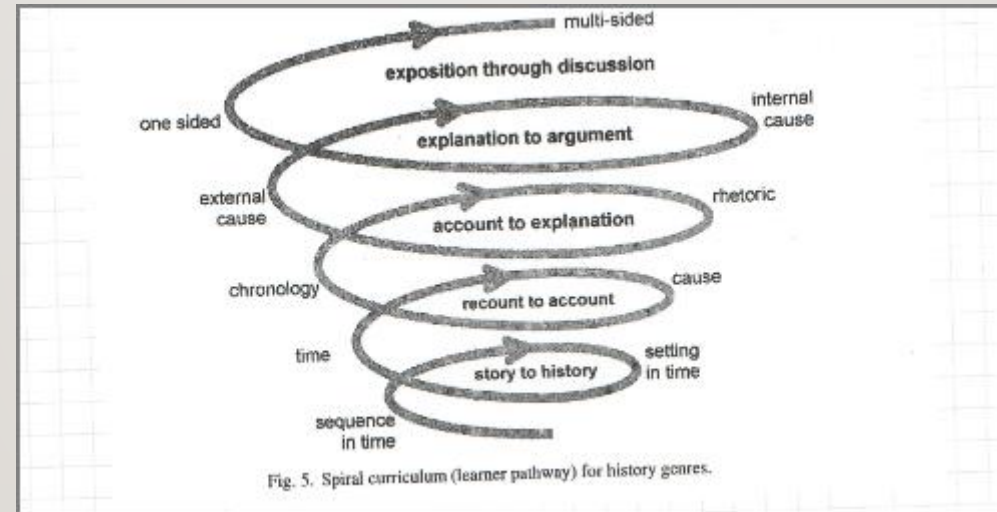 multi-sided
exposition through discussion
one sided
internal
cause
explanation to argument
external
cause
rhetoric
account to explanation
chronology
cause
recount to account
time
setting
in time
story to history
sequence
in time
Fig. 5. Spiral curriculum (learner pathway) for history genres.